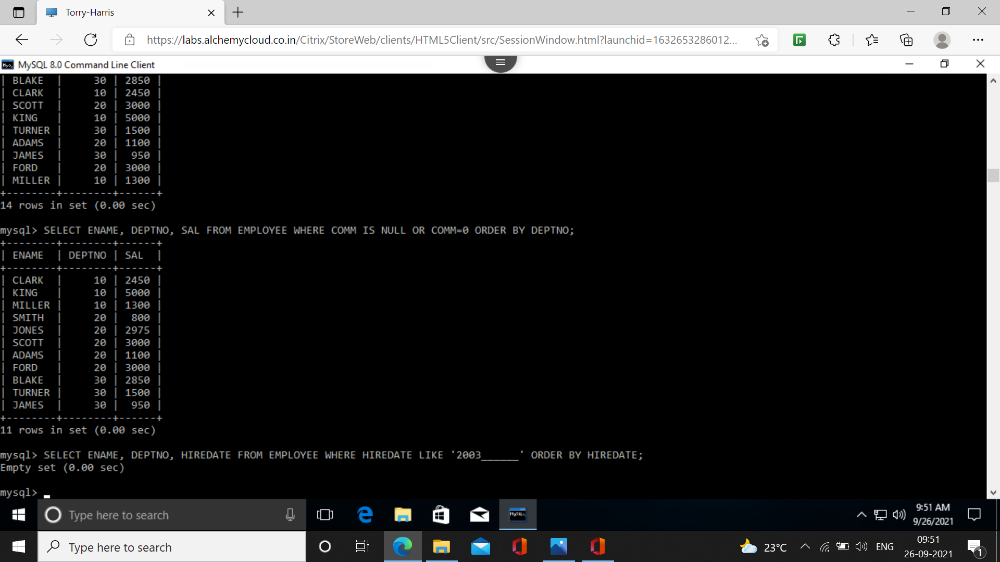 Torry-Harris
https://labs.alchemycloud.co.in/Citrix/StoreWeb/clients/HTML5Client/src/SessionWindow.html?launchid=1632653286012...
MySQL 8.0 Command Line Client
| BLAKE  |     30 | 2850 |
| CLARK  |     10 | 2450 |
| SCOTT  |     20 | 3000 |
| KING   |     10 | 5000 |
| TURNER |     30 | 1500 |
| ADAMS  |     20 | 1100 |
| JAMES  |     30 |  950 |
| FORD   |     20 | 3000 |
| MILLER |     10 | 1300 |
+--------+--------+------+
14 rows in set (0.00 sec)
mysql> SELECT ENAME, DEPTNO, SAL FROM EMPLOYEE WHERE COMM IS NULL OR COMM=0 ORDER BY DEPTNO;
+--------+--------+------+
| ENAME  | DEPTNO | SAL  |
+--------+--------+------+
| CLARK  |     10 | 2450 |
| KING   |     10 | 5000 |
| MILLER |     10 | 1300 |
| SMITH  |     20 |  800 |
| JONES  |     20 | 2975 |
| SCOTT  |     20 | 3000 |
| ADAMS  |     20 | 1100 |
| FORD   |     20 | 3000 |
| BLAKE  |     30 | 2850 |
| TURNER |     30 | 1500 |
| JAMES  |     30 |  950 |
+--------+--------+------+
11 rows in set (0.00 sec)
mysql> SELECT ENAME, DEPTNO, HIREDATE FROM EMPLOYEE WHERE HIREDATE LIKE '2003______' ORDER BY HIREDATE;
Empty set (0.00 sec)
mysql> _
Type here to search
9:51 AM
9/26/2021
Type here to search
23°C
ENG
09:51
26-09-2021
1